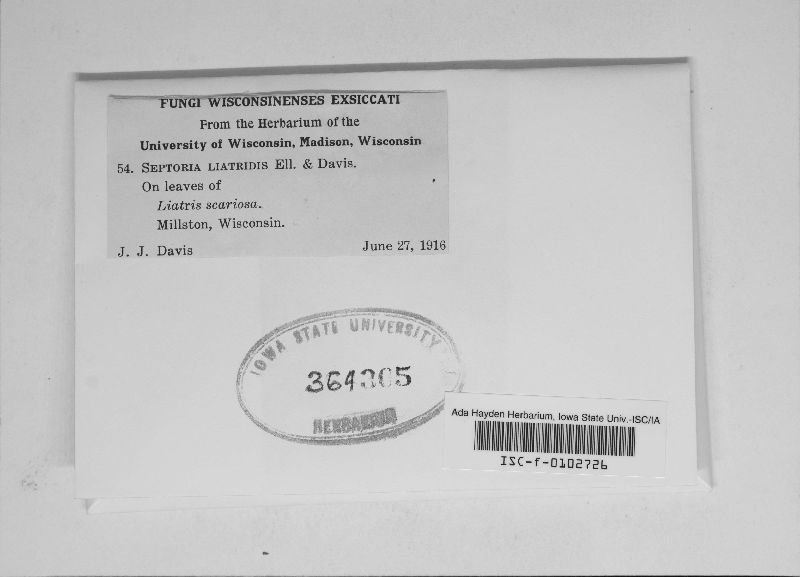 FUNGI WISCONSINENSES EXSICCATI
From the Herbarium of the
University of Wisconsin, Madison, Wisconsin
54. SEPTORIA LIATRIDIS Ell. & Davis.
On leaves of
Liatris scariosa.
Millston, Wisconsin.
J. J. Davis June 27, 1916
IOWA STATE UNIVERSITY
364305
HERBARIUM
Ada Hayden Herbarium, Iowa State Univ.-ISC/IA
ISC-f-0102726